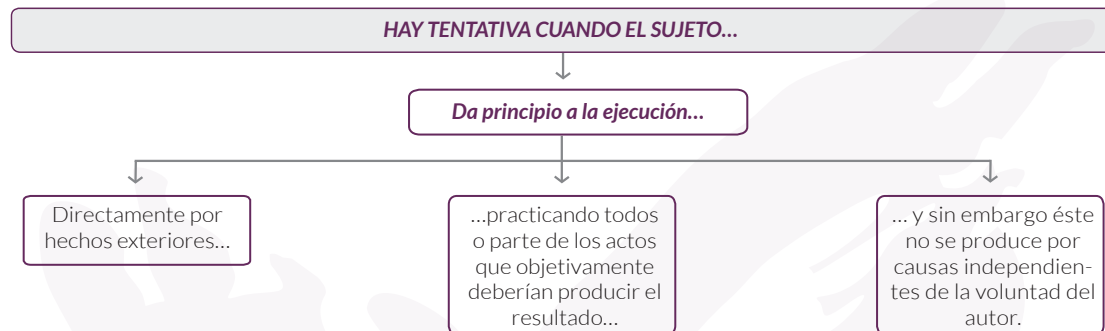 HAY TENTATIVA CUANDO EL SUJETO...
Da principio a la ejecución...
Directamente por
hechos exteriores...
...practicando todos
o parte de los actos
que objetivamente
deberían producir el
resultado...
... y sin embargo éste
no se produce por
causas independien-
tes de la voluntad del
autor.